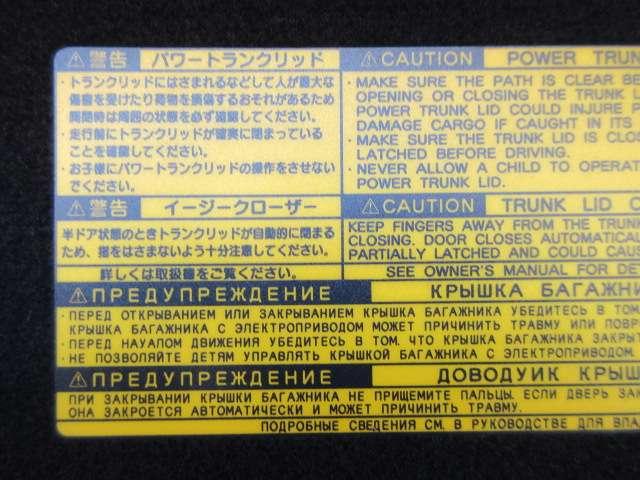 ⚠警告 パワートランクリッド
・トランクリッドにはさまれるなどして人が重大な
傷害を受けたり荷物を損傷するおそれがあるため
開閉時は周囲の状態を必ず確認してください。
・走行前にトランクリッドが確実に閉まっている
ことを確認してください。
・お子様にパワートランクリッドの操作をさせない
でください。
⚠警告 イージークローザー
半ドア状態のときトランクリッドが自動的に閉まる
ため、指をはさまないよう十分注意してください。
詳しくは取扱書をご覧ください。
⚠CAUTION POWER TRUN
・MAKE SURE THE PATH IS CLEAR BE
OPENING OR CLOSING THE TRUNK
POWER TRUNK LID COULD INJURE
DAMAGE CARGO IF CAUGHT IN ITS
・MAKE SURE THE TRUNK LID IS CLO
LATCHED BEFORE DRIVING.
・NEVER ALLOW A CHILD TO OPERAT
POWER TRUNK LID.
⚠CAUTION TRUNK LID C
KEEP FINGERS AWAY FROM THE TRUN
CLOSING. DOOR CLOSES AUTOMATICA
PARTIALLY LATCHED AND COULD CAU
SEE OWNER'S MANUAL FOR DE
⚠ПРЕДУПРЕЖДЕНИЕ КРЫШКА БАГАЖНИ
・ПЕРЕД ОТКРЫВАНИЕМ ИЛИ ЗАКРЫВАНИЕМ КРЫШКА БАГАЖНИКА УБЕДИТЕСЬ В ТОМ
КРЫШКА БАГАЖНИКА С ЭЛЕКТРОПРИВОДОМ МОЖЕТ ПРИЧИНИТЬ ТРАВМУ ИЛИ ПОВР
・ПЕРЕД НАУАЛОМ ДВИЖЕНИЯ УБЕДИТЕСЬ В ТОМ, ЧТО КРЫШКА БАГАЖНИКА ЗАКР
・НЕ ПОЗВОЛЯЙТЕ ДЕТЯМ УПРАВЛЯТЬ КРЫШКОЙ БАГАЖНИКА С ЭЛЕКТРОПРИВОДОМ.
⚠ПРЕДУПРЕЖДЕНИЕ ДОВОДУИК КРЫШ
ПРИ ЗАКРЫВАНИИ КРЫШКИ БАГАЖНИКА НЕ ПРИЩЕМИТЕ ПАЛЬЦЫ. ЕСЛИ ДВЕРЬ ЗАК
ОНА ЗАКРОЕТСЯ АВТОМАТИЧЕСКИ И МОЖЕТ ПРИЧИНИТЬ ТРАВМУ.
ПОДРОБНЫЕ СВЕДЕНИЯ СМ. В РУКОВОДСТВЕ ДЛЯ ВЛА